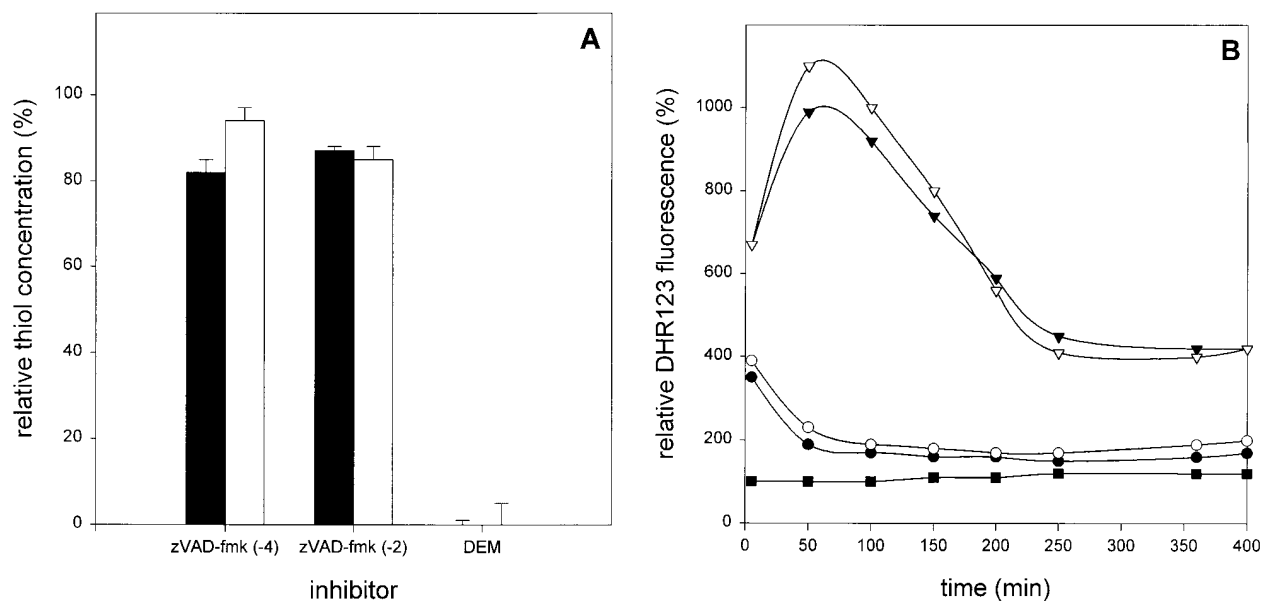 A
relative thiol concentration (%)
100
80
60
40
20
0
zVAD-fmk (-4) zVAD-fmk (-2) DEM
inhibitor
B
relative DHR123 fluorescence (%)
1000
800
600
400
200
0
0 50 100 150 200 250 300 350 400
time (min)